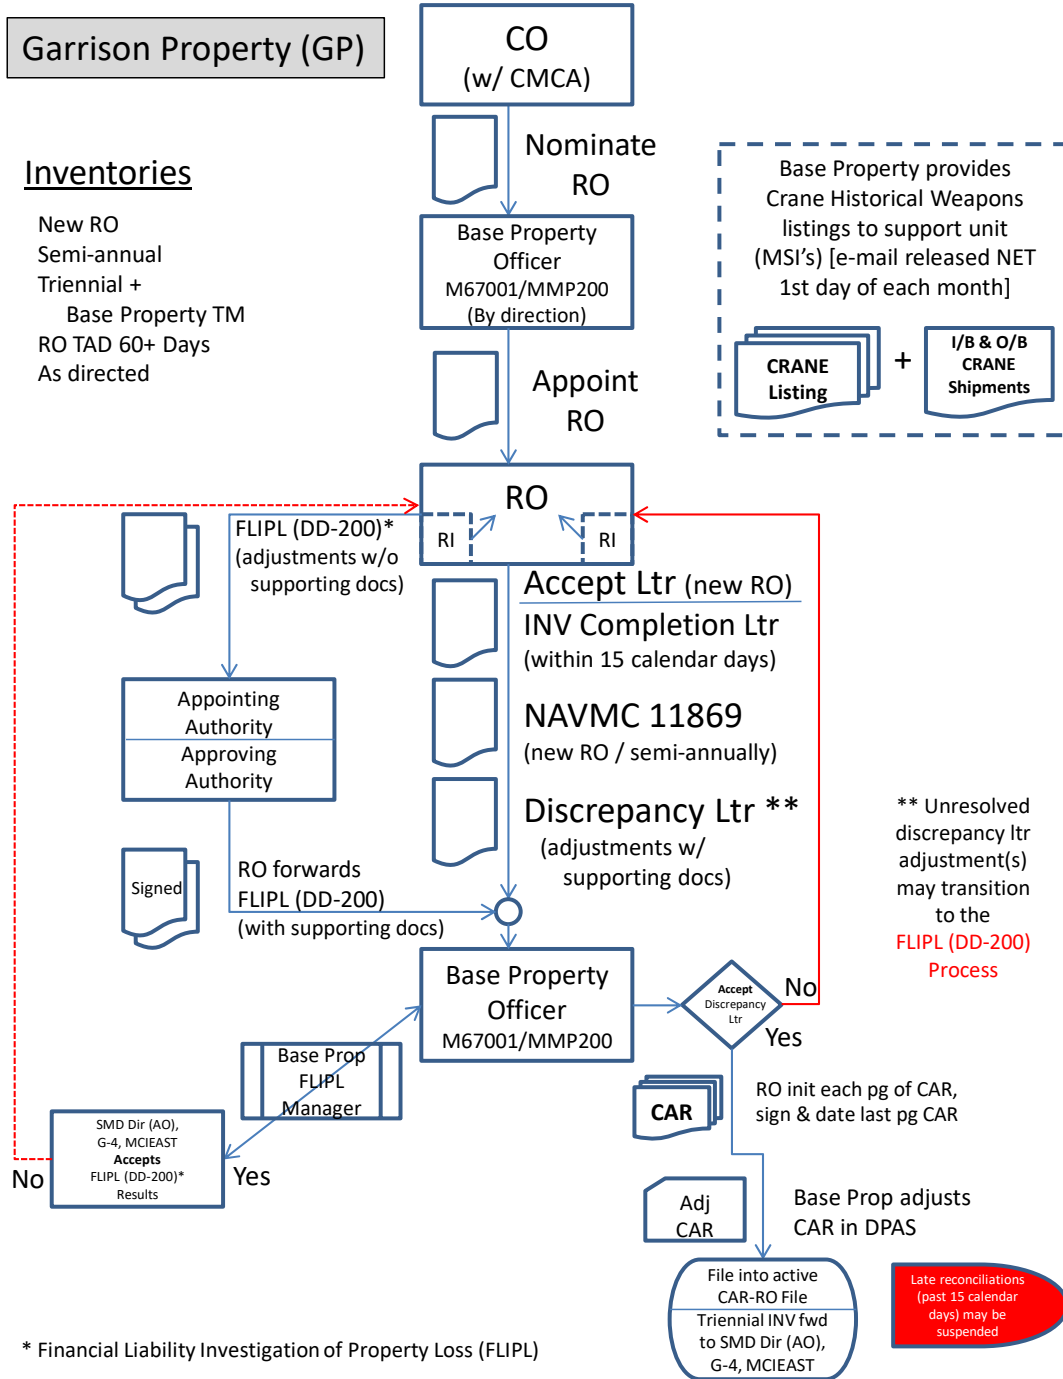 Garrison Property (GP)
CO
(w/ CMCA)
Nominate
RO
Inventories
New RO
Semi-annual
Triennial +
Base Property TM
RO TAD 60+ Days
As directed
Base Property provides
Crane Historical Weapons
listings to support unit
(MSI's) [e-mail released NET
1st day of each month]
CRANE
Listing
+
I/B & O/B
CRANE
Shipments
Base Property
Officer
M67001/MMP200
(By direction)
Appoint
RO
RO
RI
RI
FLIPL (DD-200)*
(adjustments w/o
supporting docs)
Accept Ltr (new RO)
INV Completion Ltr
(within 15 calendar days)
NAVMC 11869
(new RO / semi-annually)
Discrepancy Ltr **
(adjustments w/
supporting docs)
Appointing
Authority
Approving
Authority
Signed
RO forwards
FLIPL (DD-200)
(with supporting docs)
** Unresolved
discrepancy ltr
adjustment(s)
may transition
to the
FLIPL (DD-200)
Process
Base Property
Officer
M67001/MMP200
Accept
Discrepancy
Ltr
No
Yes
Base Prop
FLIPL
Manager
SMD Dir (AO),
G-4, MCIEAST
Accepts
FLIPL (DD-200)*
Results
No
Yes
CAR
RO init each pg of CAR,
sign & date last pg CAR
Adj
CAR
Base Prop adjusts
CAR in DPAS
File into active
CAR-RO File
Triennial INV fwd
to SMD Dir (AO),
G-4, MCIEAST
Late reconciliations
(past 15 calendar
days) may be
suspended
* Financial Liability Investigation of Property Loss (FLIPL)